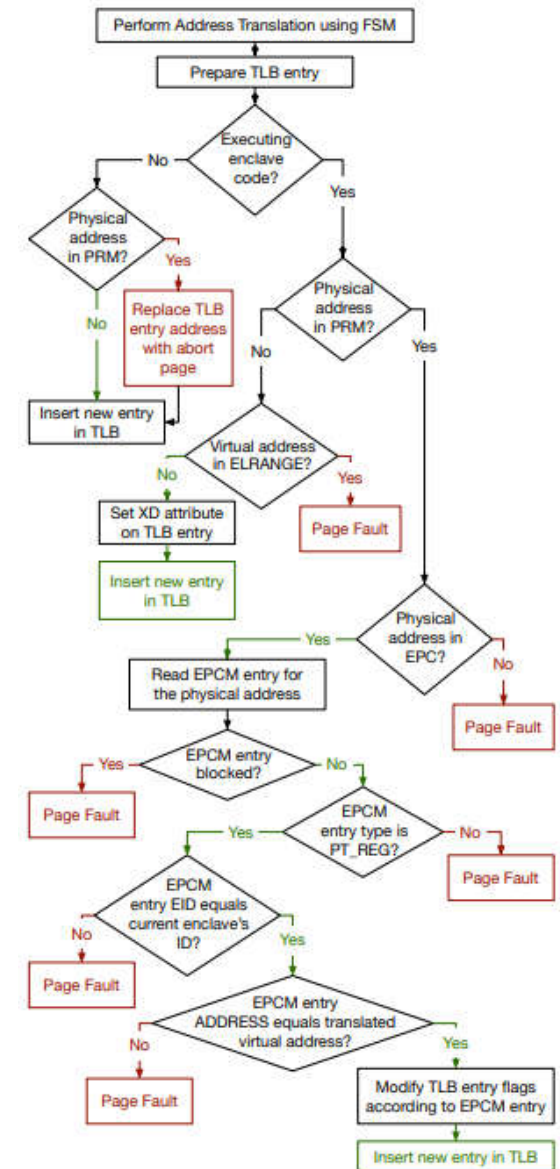 Perform Address Translation using FSM
Prepare TLB entry
Executing
enclave
code?
No
Yes
Physical
address
in PRM?
Yes
No
Replace TLB
entry address
with abort
page
Insert new entry
in TLB
Physical
address
in PRM?
No
Yes
Virtual address
in ELRANGE?
No
Yes
Set XD attribute
on TLB entry
Page Fault
Insert new entry
in TLB
Physical
address in
EPC?
Yes
No
Read EPCM entry for
the physical address
Page Fault
EPCM entry
blocked?
Yes
No
Page Fault
EPCM
entry type is
PT_REG?
Yes
No
Page Fault
EPCM
entry EID equals
current enclave's
ID?
No
Yes
Page Fault
EPCM entry
ADDRESS equals translated
virtual address?
No
Yes
Page Fault
Modify TLB entry flags
according to EPCM entry
Insert new entry in TLB